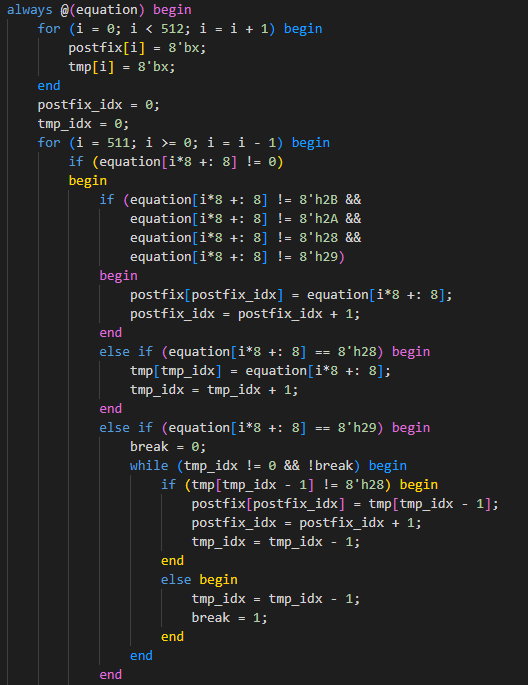 always @(equation) begin
    for (i = 0; i < 512; i = i + 1) begin
        postfix[i] = 8'bx;
        tmp[i] = 8'bx;
    end
    postfix_idx = 0;
    tmp_idx = 0;
    for (i = 511; i >= 0; i = i - 1) begin
        if (equation[i*8 +: 8] != 0)
        begin
            if (equation[i*8 +: 8] != 8'h2B &&
                equation[i*8 +: 8] != 8'h2A &&
                equation[i*8 +: 8] != 8'h28 &&
                equation[i*8 +: 8] != 8'h29)
            begin
                postfix[postfix_idx] = equation[i*8 +: 8];
                postfix_idx = postfix_idx + 1;
            end
            else if (equation[i*8 +: 8] == 8'h28) begin
                tmp[tmp_idx] = equation[i*8 +: 8];
                tmp_idx = tmp_idx + 1;
            end
            else if (equation[i*8 +: 8] == 8'h29) begin
                break = 0;
                while (tmp_idx != 0 && !break) begin
                    if (tmp[tmp_idx - 1] != 8'h28) begin
                        postfix[postfix_idx] = tmp[tmp_idx - 1];
                        postfix_idx = postfix_idx + 1;
                        tmp_idx = tmp_idx - 1;
                    end
                    else begin
                        tmp_idx = tmp_idx - 1;
                        break = 1;
                    end
                end
            end